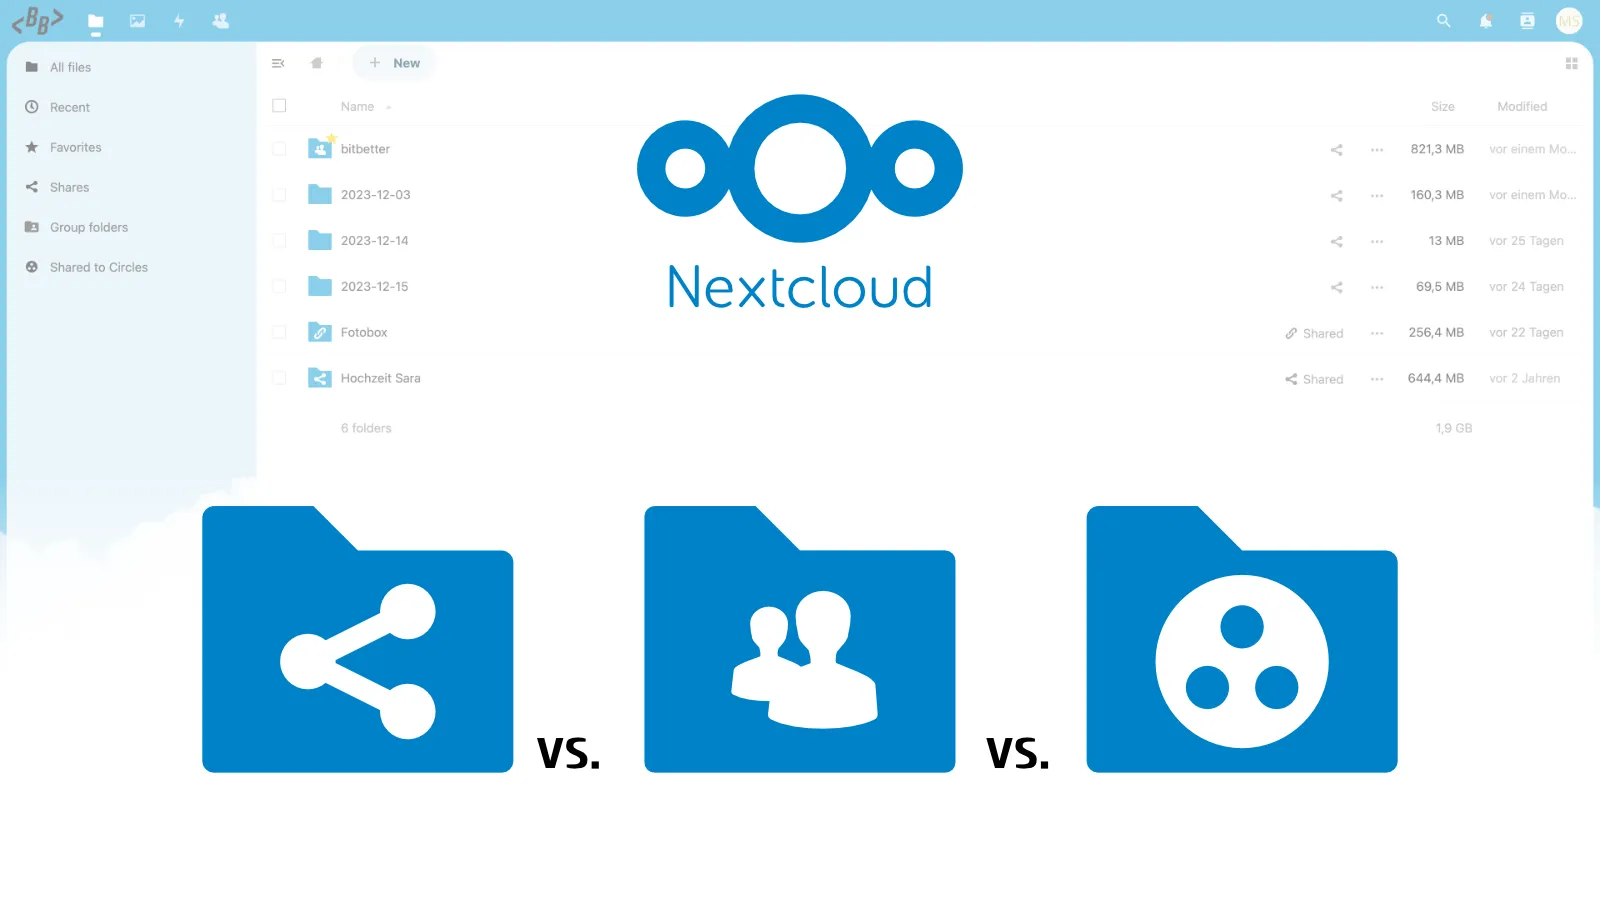 <BB>
MS
All files
Recent
Favorites
Shares
Group folders
Shared to Circles
New
Name Size Modified
bitbetter 821,3 MB vor einem Mo...
2023-12-03 160,3 MB vor einem Mo...
2023-12-14 13 MB vor 25 Tagen
2023-12-15 69,5 MB vor 24 Tagen
Fotobox Shared 256,4 MB vor 22 Tagen
Hochzeit Sara Shared 644,4 MB vor 2 Jahren
6 folders 1,9 GB
Nextcloud
vs.
vs.